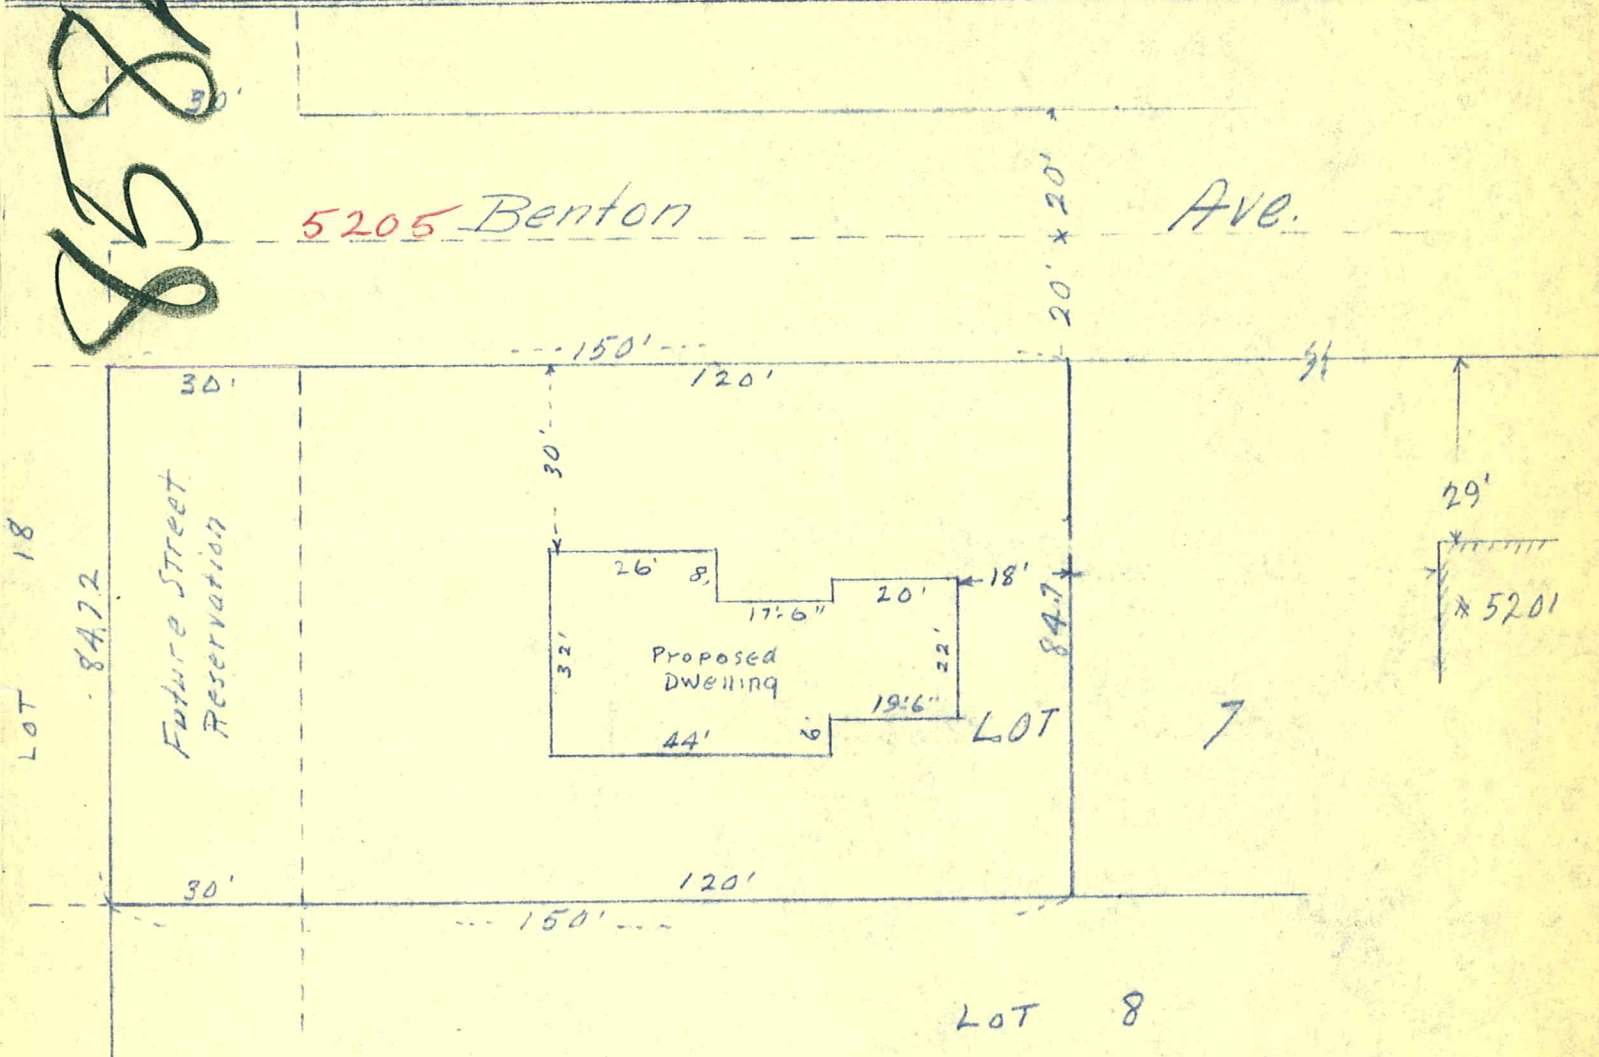 30'
5205 Benton Ave.
20' * 20'
---150'---
30'
120'
30'
29'
LOT 18
84.72
Future Street
Reservation
26'
8'
17'-6"
20'
18'
* 5201
32'
Proposed
Dwelling
22'
84.7
19'-6"
44'
6'
LOT 7
30'
120'
---150'---
LOT 8